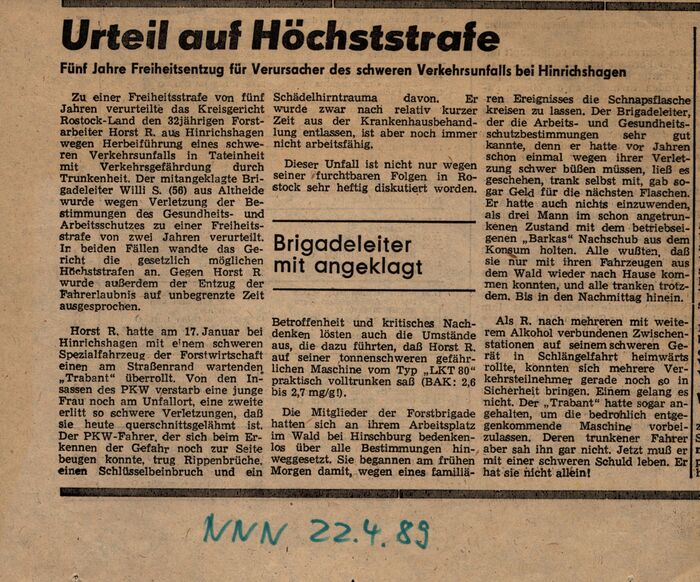 Urteil auf Höchststrafe
Fünf Jahre Freiheitsentzug für Verursacher des schweren Verkehrsunfalls bei Hinrichshagen
Zu einer Freiheitsstrafe von fünf
Jahren verurteilte das Kreisgericht
Rostock-Land den 32jährigen Forst-
arbeiter Horst R. aus Hinrichshagen
wegen Herbeiführung eines schwe-
ren Verkehrsunfalls in Tateinheit
mit Verkehrsgefährdung durch
Trunkenheit. Der mitangeklagte Bri-
gadeleiter Willi S. (56) aus Altheide
wurde wegen Verletzung der Be-
stimmungen des Gesundheits- und
Arbeitsschutzes zu einer Freiheits-
strafe von zwei Jahren verurteilt.
In beiden Fällen wandte das Ge-
richt die gesetzlich möglichen
Höchststrafen an. Gegen Horst R.
wurde außerdem der Entzug der
Fahrerlaubnis auf unbegrenzte Zeit
ausgesprochen.
Horst R. hatte am 17. Januar bei
Hinrichshagen mit einem schweren
Spezialfahrzeug der Forstwirtschaft
einen am Straßenrand wartenden
„Trabant“ überrollt. Von den In-
sassen des PKW verstarb eine junge
Frau noch am Unfallort, eine zweite
erlitt so schwere Verletzungen, daß
sie heute querschnittsgelähmt ist.
Der PKW-Fahrer, der sich beim Er-
kennen der Gefahr noch zur Seite
beugen konnte, trug Rippenbrüche,
einen Schlüsselbeinbruch und ein
Schädelhirntrauma davon. Er
wurde zwar nach relativ kurzer
Zeit aus der Krankenhausbehand-
lung entlassen, ist aber noch immer
nicht arbeitsfähig.
Dieser Unfall ist nicht nur wegen
seiner furchtbaren Folgen in Ro-
stock sehr heftig diskutiert worden.
Brigadeleiter
mit angeklagt
Betroffenheit und kritisches Nach-
denken lösten auch die Umstände
aus, die dazu führten, daß Horst R.
auf seiner tonnenschweren gefähr-
lichen Maschine vom Typ „LKT 80“
praktisch volltrunken saß (BAK: 2,6
bis 2,7 mg/g!).
Die Mitglieder der Forstbrigade
hatten sich an ihrem Arbeitsplatz
im Wald bei Hirschburg bedenken-
los über alle Bestimmungen hin-
weggesetzt. Sie begannen am frühen
Morgen damit, wegen eines familiä-
ren Ereignisses die Schnapsflasche
kreisen zu lassen. Der Brigadeleiter,
der die Arbeits- und Gesundheits-
schutzbestimmungen sehr gut
kannte, denn er hatte vor Jahren
schon einmal wegen ihrer Verlet-
zung schwer büßen müssen, ließ es
geschehen, trank selbst mit, gab so-
gar Geld für die nächsten Flaschen.
Er hatte auch nichts einzuwenden,
als drei Mann im schon angetrun-
kenen Zustand mit dem betriebsei-
genen „Barkas“ Nachschub aus dem
Konsum holten. Alle wußten, daß
sie nur mit ihren Fahrzeugen aus
dem Wald wieder nach Hause kom-
men konnten, und alle tranken trotz-
dem. Bis in den Nachmittag hinein.
Als R. nach mehreren mit weite-
rem Alkohol verbundenen Zwischen-
stationen auf seinem schweren Ge-
rät in Schlängelfahrt heimwärts
rollte, konnten sich mehrere Ver-
kehrsteilnehmer gerade noch so in
Sicherheit bringen. Einem gelang es
nicht. Der „Trabant“ hatte sogar an-
gehalten, um die bedrohlich entge-
genkommende Maschine vorbei-
zulassen. Deren trunkener Fahrer
aber sah ihn gar nicht. Jetzt muß er
mit einer schweren Schuld leben. Er
hat sie nicht allein!
NNN 22.4.89